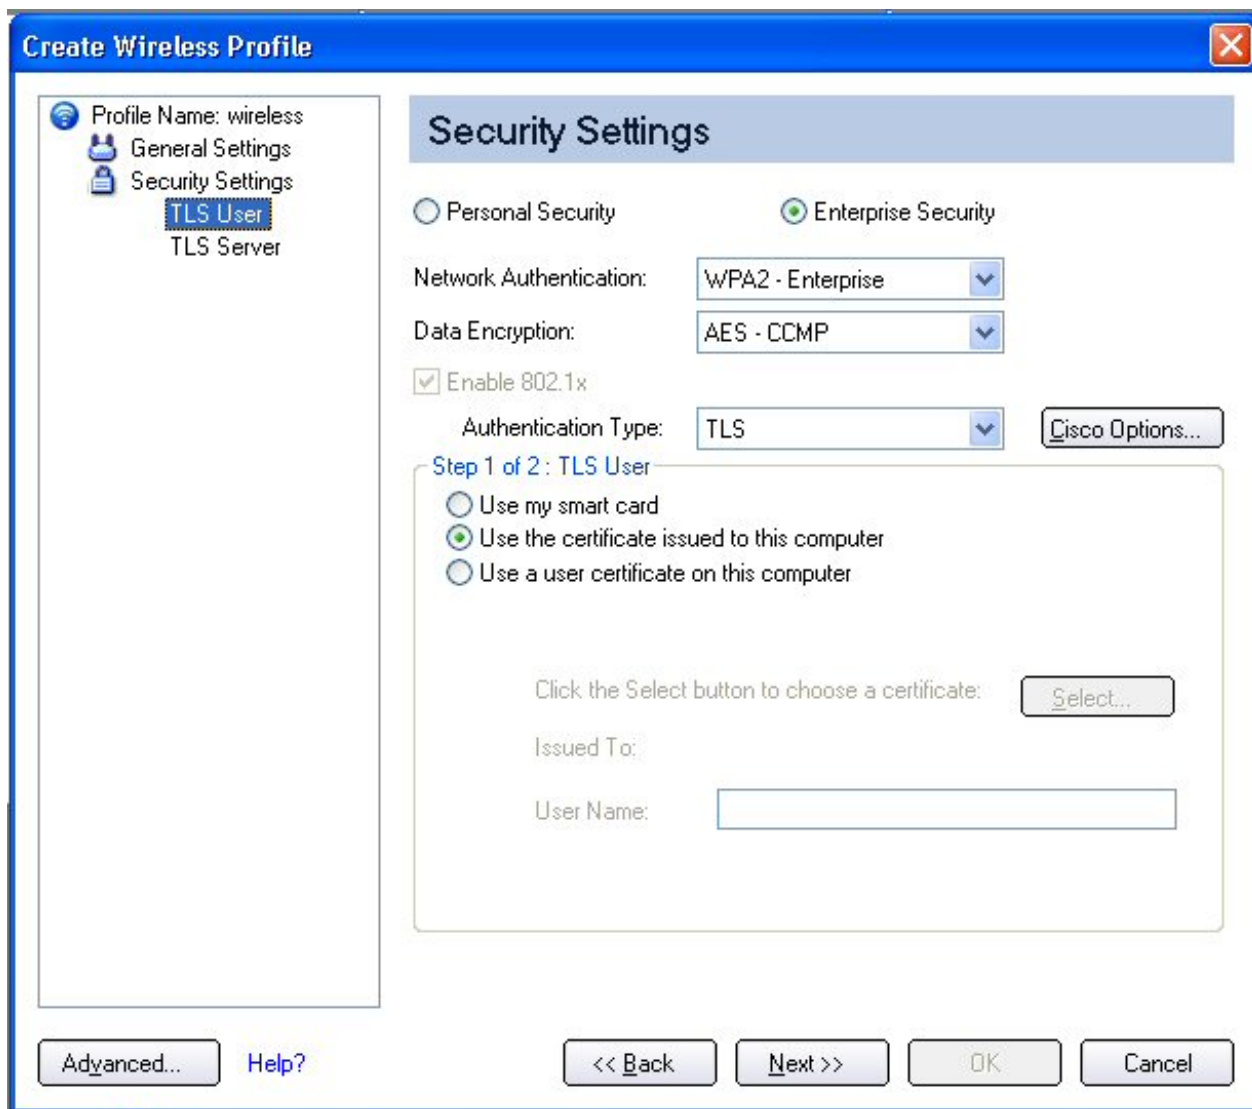 Create Wireless Profile
Profile Name: wireless
General Settings
Security Settings
TLS User
TLS Server
Security Settings
Personal Security
Enterprise Security
Network Authentication:
WPA2 - Enterprise
Data Encryption:
AES - CCMP
Enable 802.1x
Authentication Type:
TLS
Cisco Options...
Step 1 of 2 : TLS User
Use my smart card
Use the certificate issued to this computer
Use a user certificate on this computer
Click the Select button to choose a certificate:
Select...
Issued To:
User Name:
Advanced...
Help?
<< Back
Next >>
OK
Cancel